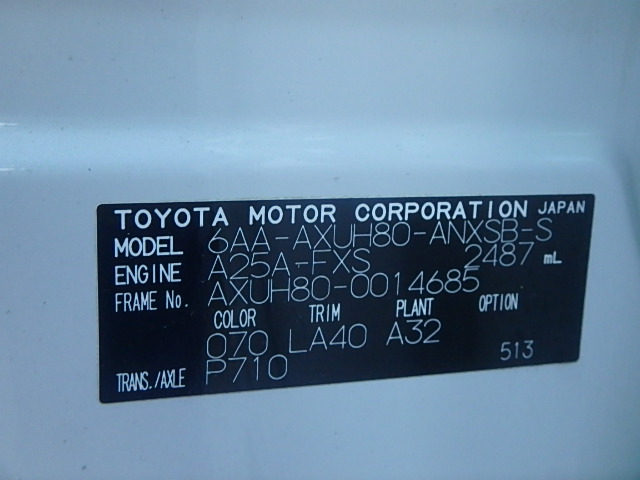 TOYOTA MOTOR CORPORATION JAPAN
MODEL 6AA-AXUH80-ANXSB-S
ENGINE A25A-FXS 2487 mL
FRAME No. AXUH80-0014685
COLOR TRIM PLANT OPTION
070 LA40 A32
TRANS./AXLE P710 513